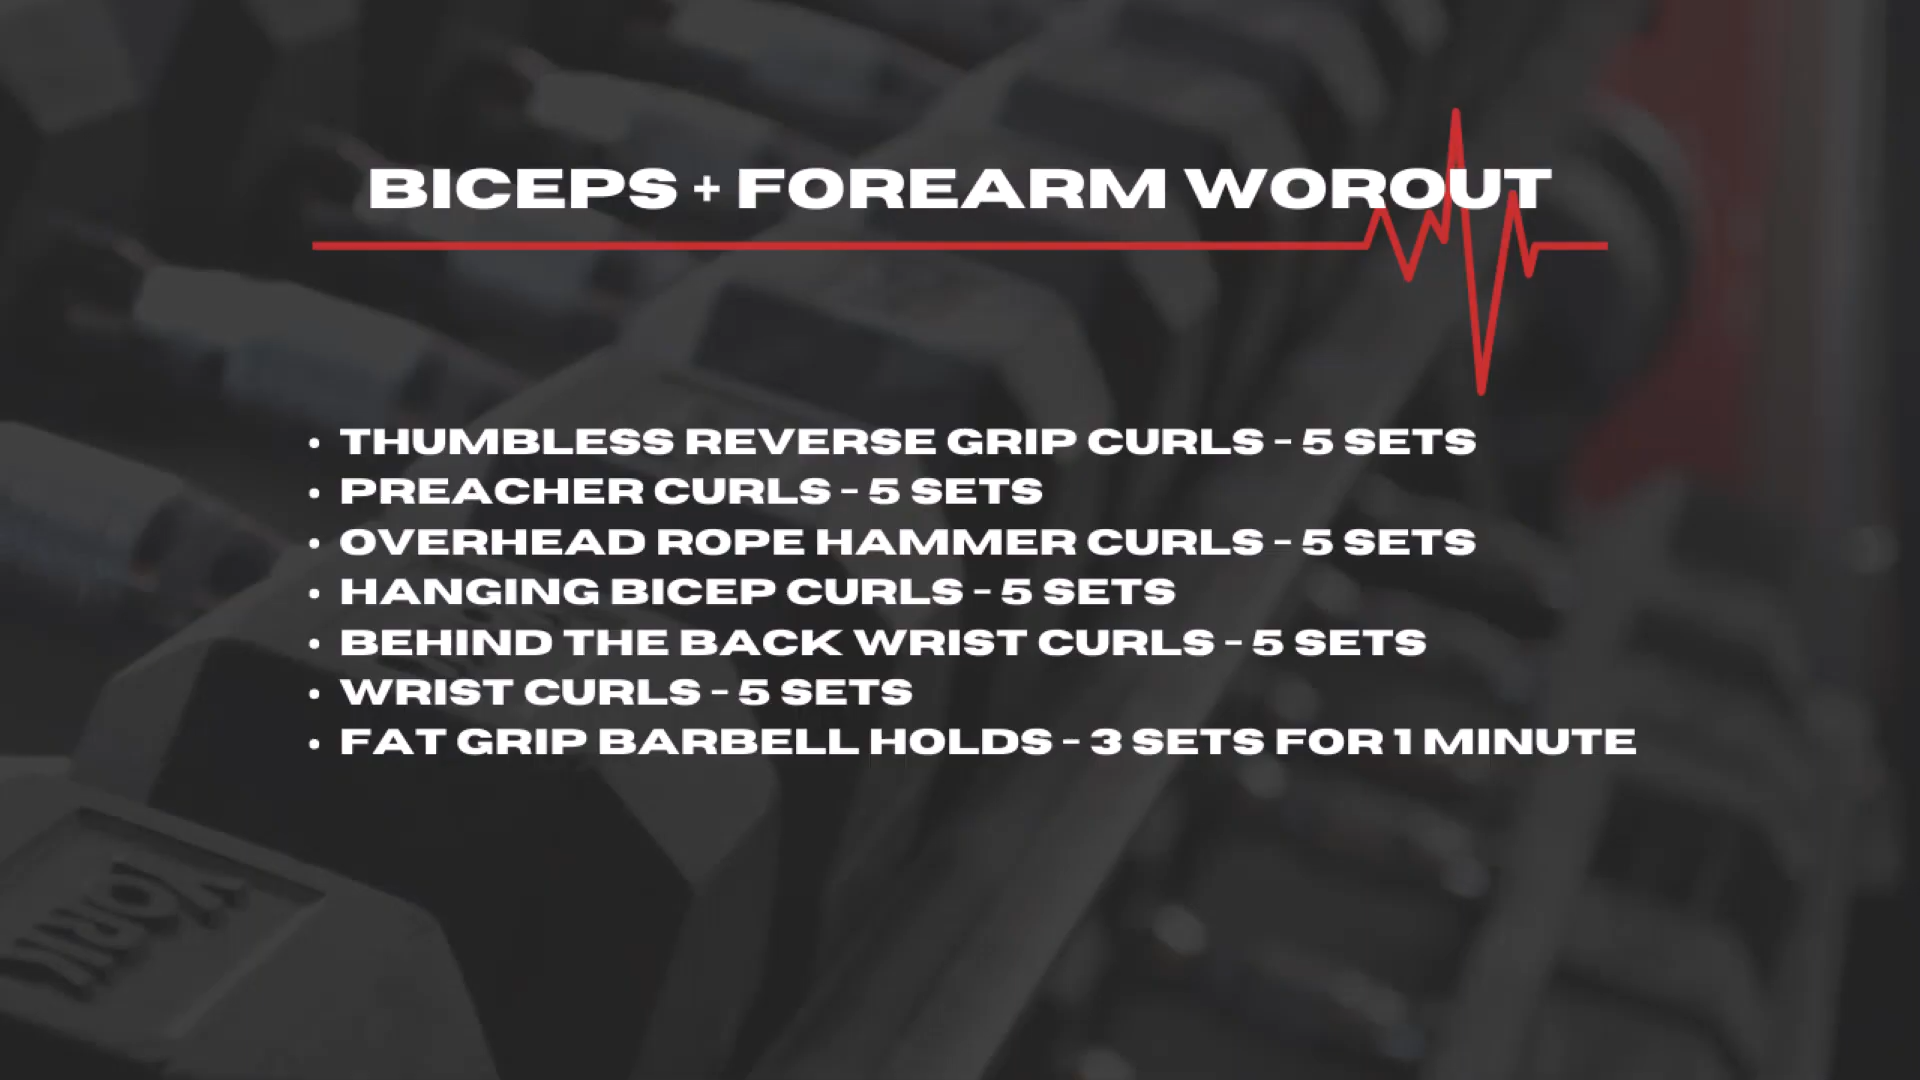 BICEPS + FOREARM WOROUT
• THUMBLESS REVERSE GRIP CURLS - 5 SETS
• PREACHER CURLS - 5 SETS
• OVERHEAD ROPE HAMMER CURLS - 5 SETS
• HANGING BICEP CURLS - 5 SETS
• BEHIND THE BACK WRIST CURLS - 5 SETS
• WRIST CURLS - 5 SETS
• FAT GRIP BARBELL HOLDS - 3 SETS FOR 1 MINUTE
YORK